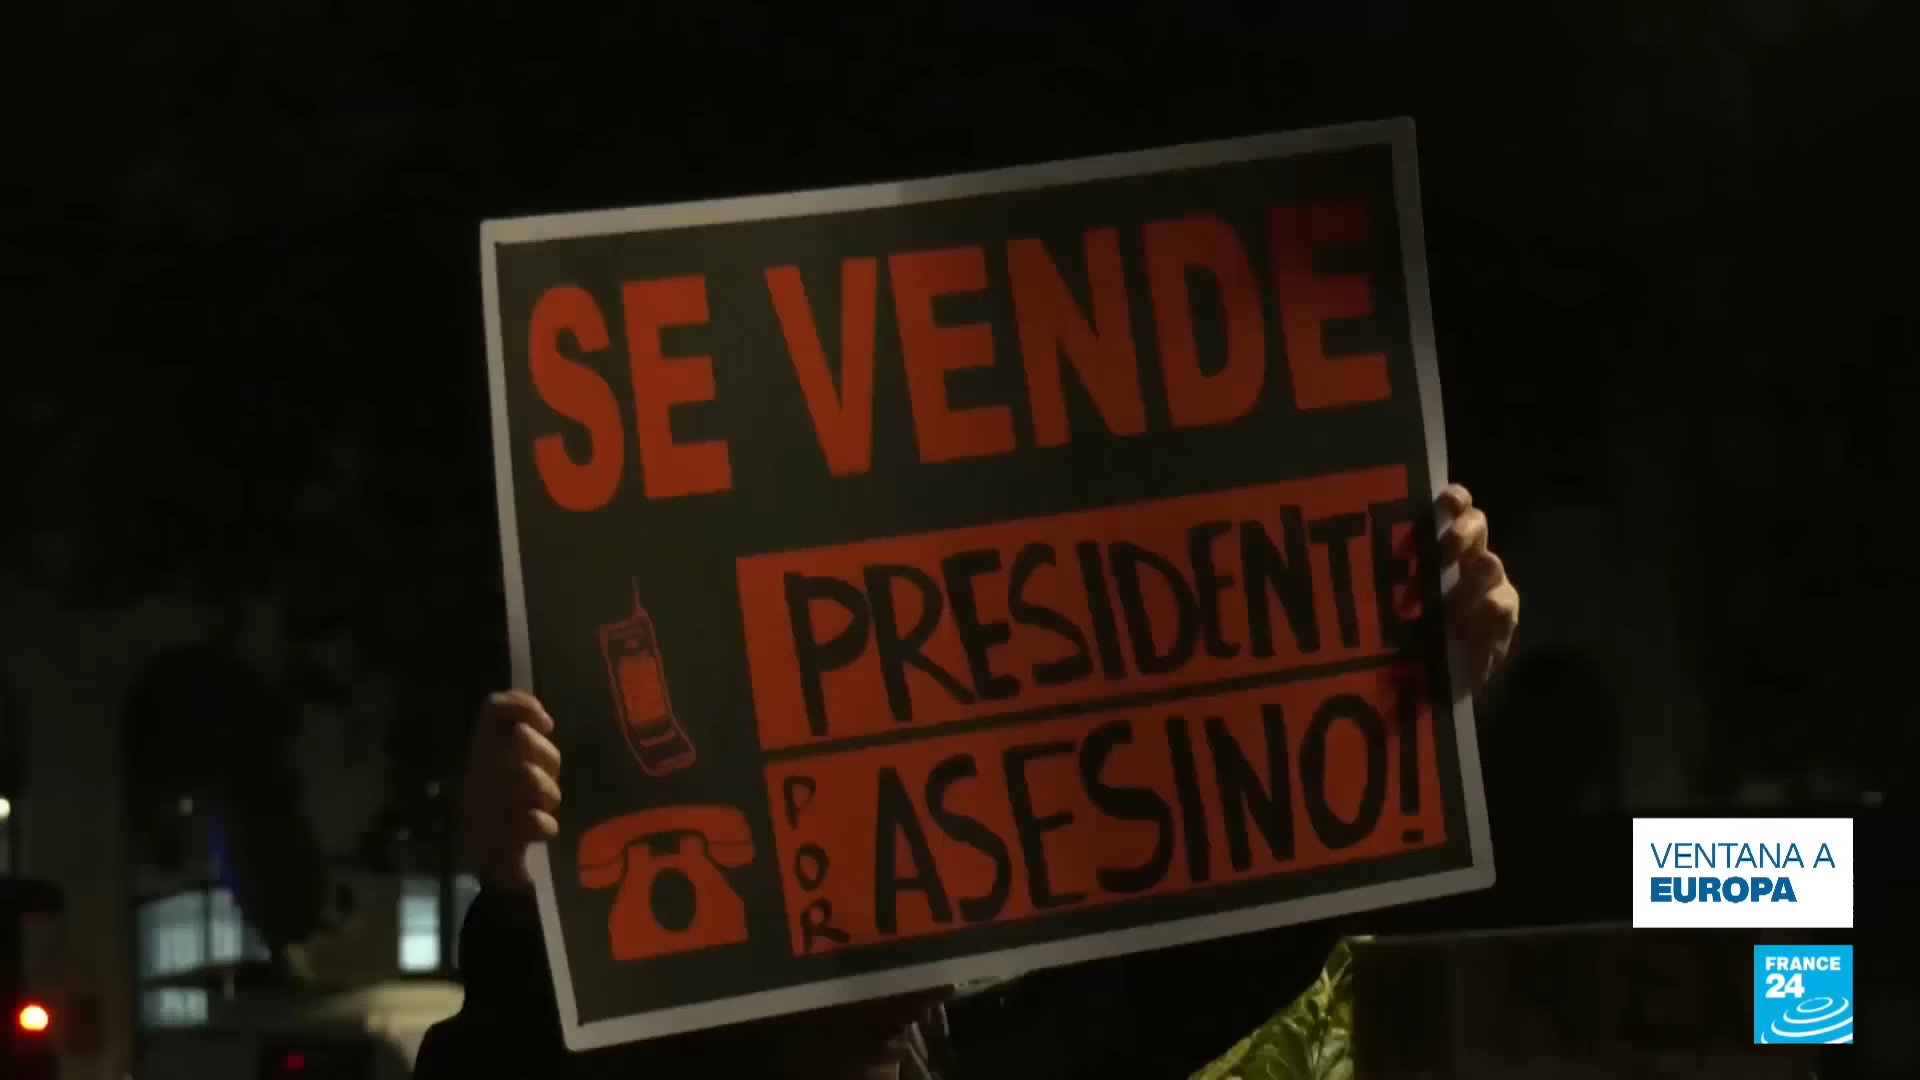 SE VENDE
PRESIDENTE
POR ASESINO!
VENTANA A
EUROPA
FRANCE
24